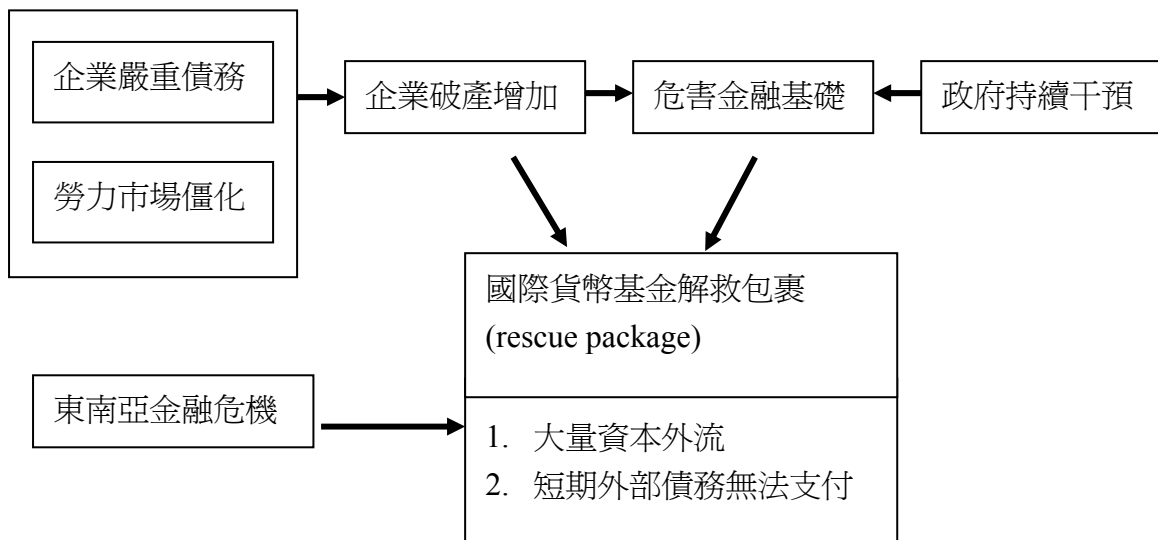 企業嚴重債務
勞力市場僵化
企業破產增加
危害金融基礎
政府持續干預
國際貨幣基金解救包裹
(rescue package)
東南亞金融危機
1. 大量資本外流
2. 短期外部債務無法支付